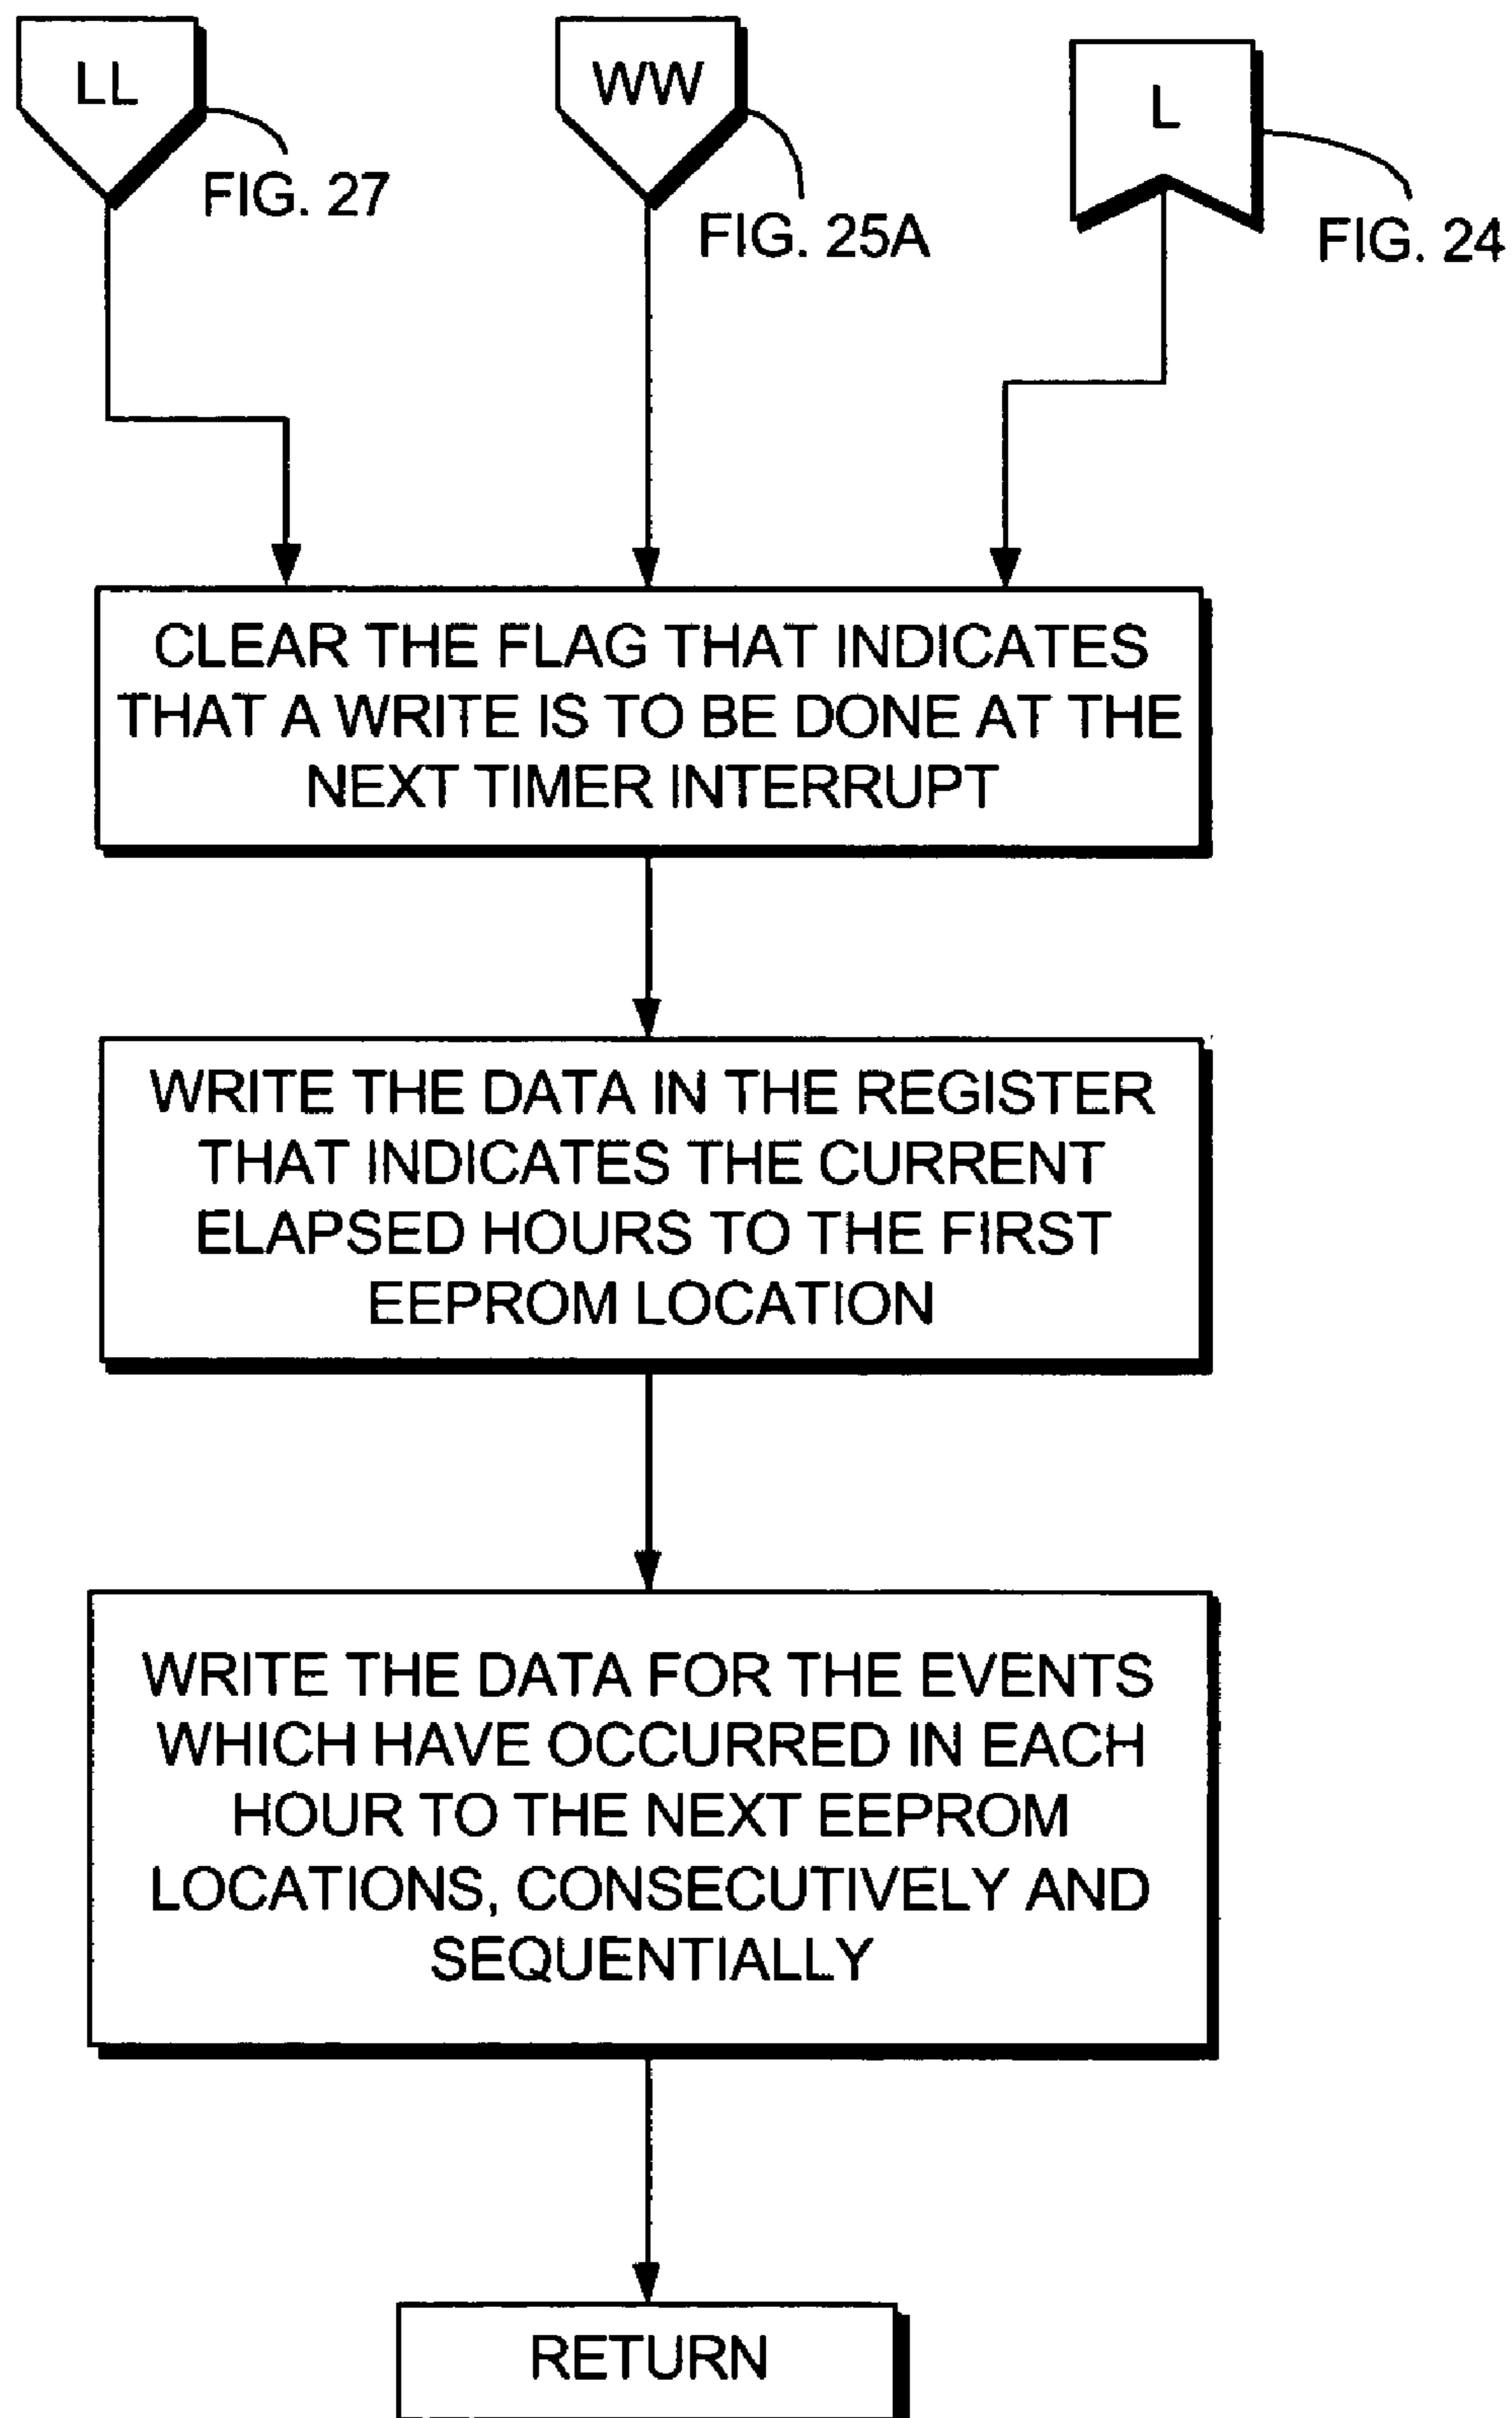 LL
WW
L
FIG. 27
FIG. 25A
FIG. 24
CLEAR THE FLAG THAT INDICATES
THAT A WRITE IS TO BE DONE AT THE
NEXT TIMER INTERRUPT
WRITE THE DATA IN THE REGISTER
THAT INDICATES THE CURRENT
ELAPSED HOURS TO THE FIRST
EEPROM LOCATION
WRITE THE DATA FOR THE EVENTS
WHICH HAVE OCCURRED IN EACH
HOUR TO THE NEXT EEPROM
LOCATIONS, CONSECUTIVELY AND
SEQUENTIALLY
RETURN